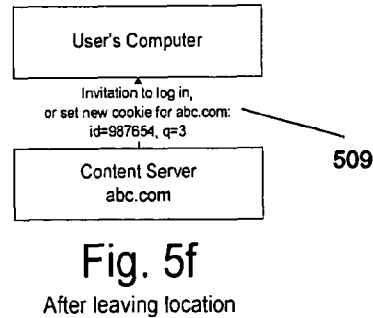 User's Computer
Invitation to log in,
or set new cookie for abc.com:
id=987654, q=3
509
Content Server
abc.com
Fig. 5f
After leaving location